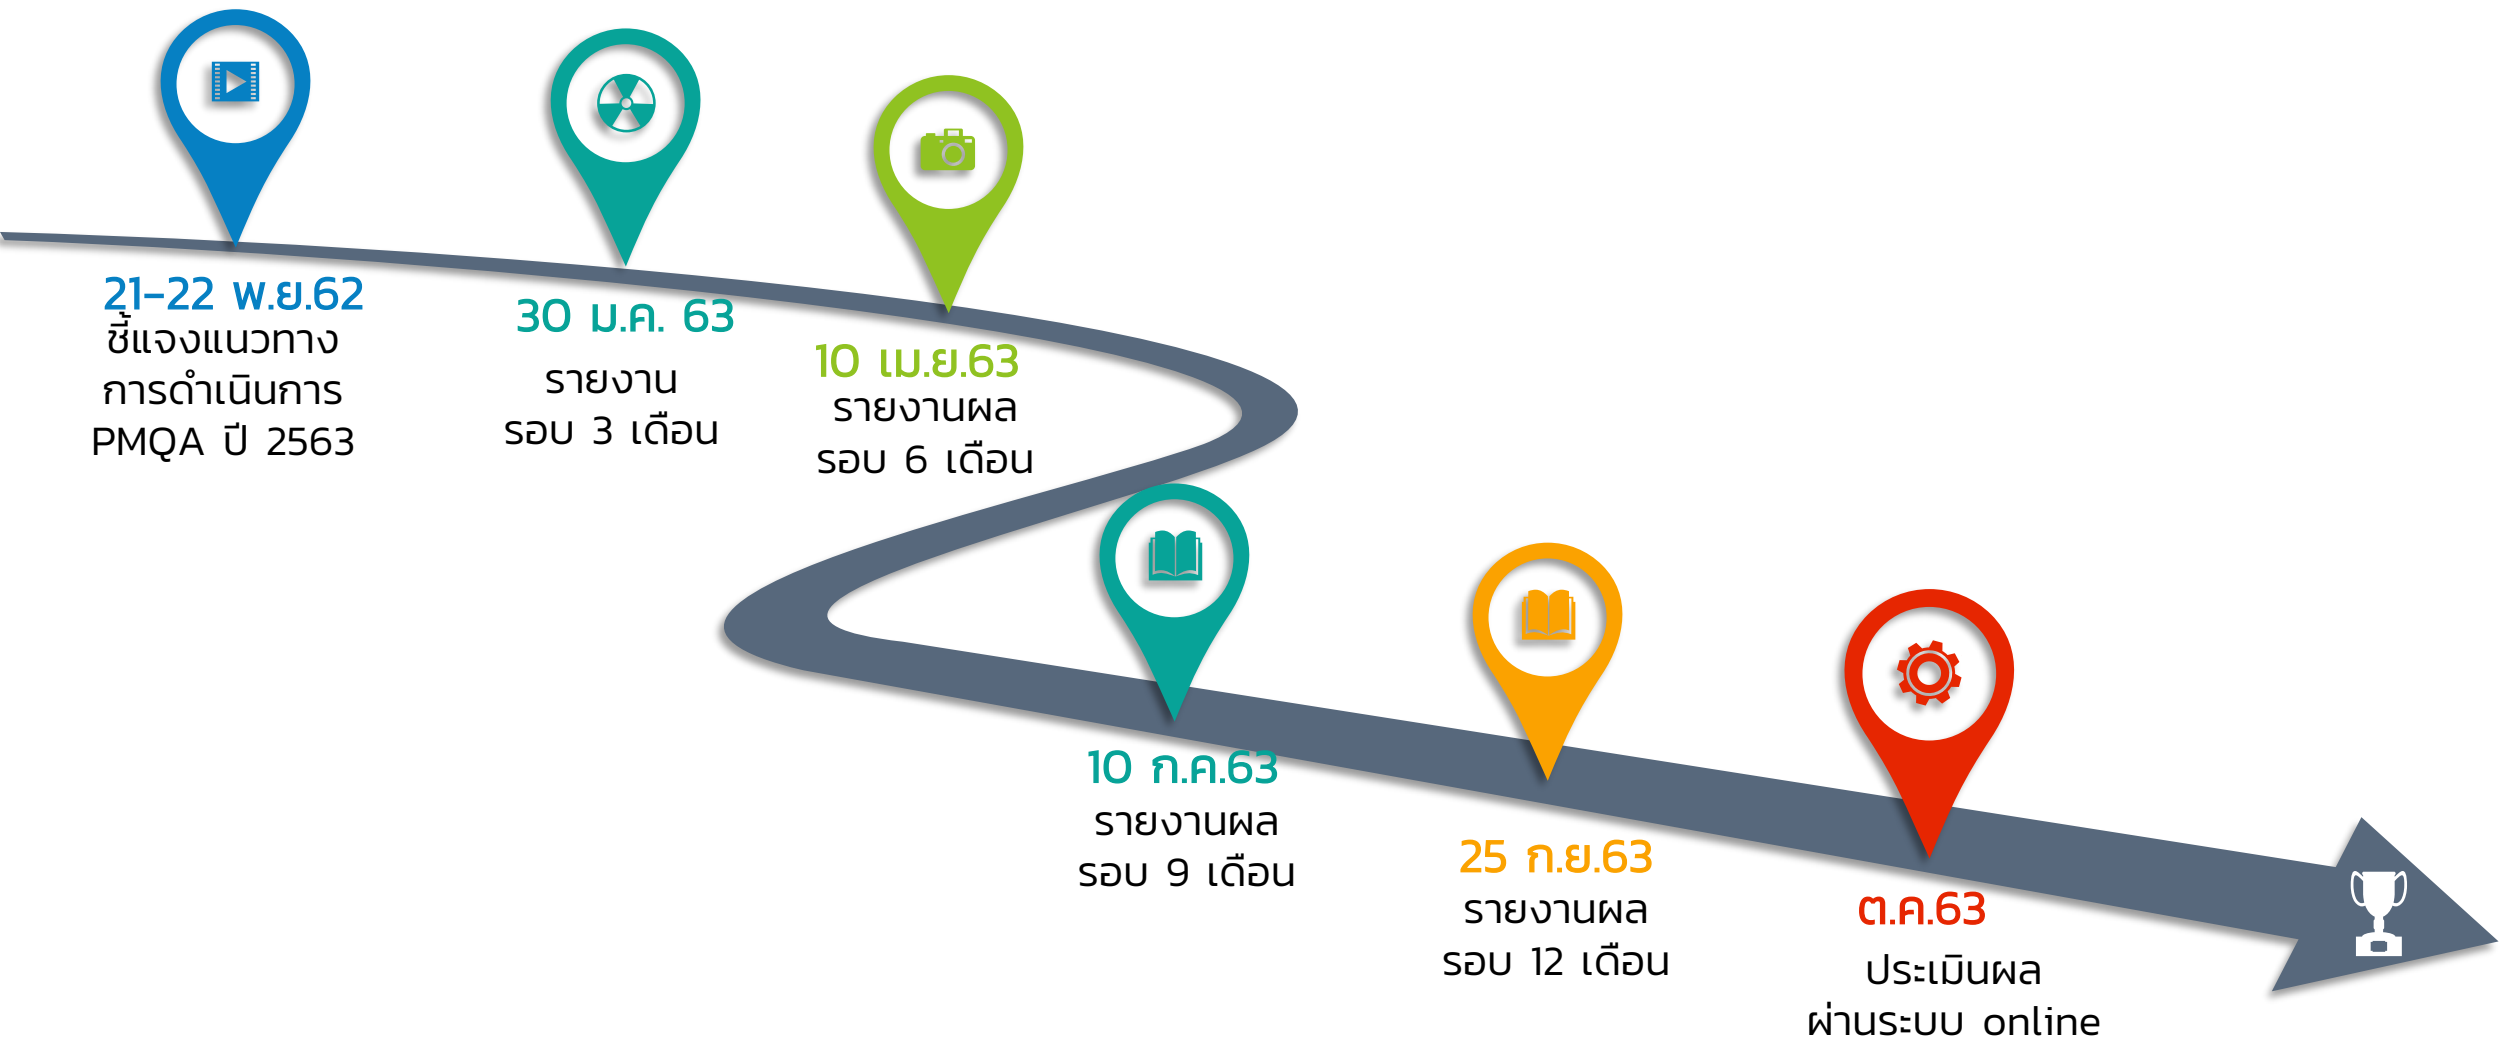 21-22 พ.ย.62
ชี้แจงแนวทาง
การดำเนินการ
PMQA ปี 2563
30 ม.ค. 63
รายงาน
รอบ 3 เดือน
10 เม.ย.63
รายงานผล
รอบ 6 เดือน
10 ก.ค.63
รายงานผล
รอบ 9 เดือน
25 ก.ย.63
รายงานผล
รอบ 12 เดือน
ต.ค.63
ประเมินผล
ผ่านระบบ online